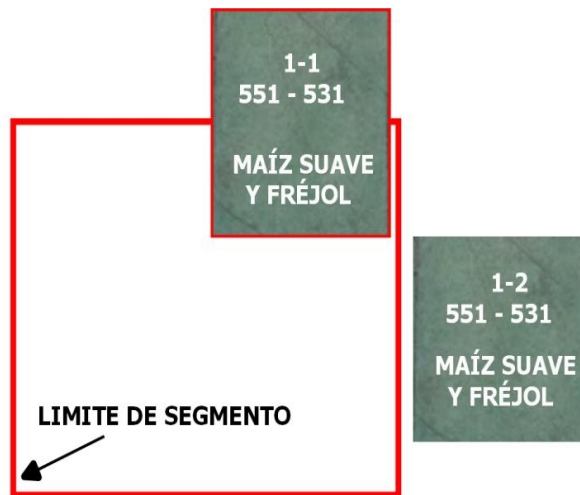 1-1
551 - 531
MAÍZ SUAVE
Y FRÉJOL
1-2
551 - 531
MAÍZ SUAVE
Y FRÉJOL
LIMITE DE SEGMENTO